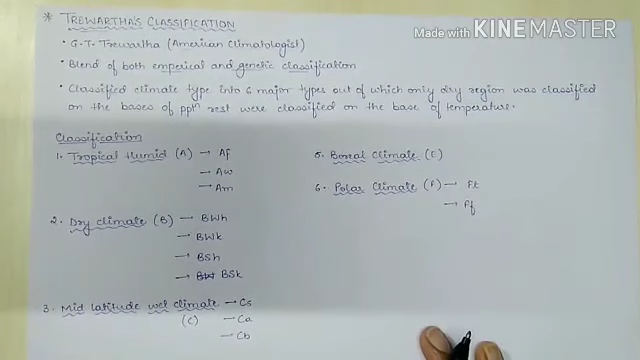 Made with KINEMASTER
* TREWARTHA'S CLASSIFICATION
• G.T. Trewartha (American Climatologist)
• Blend of both emperical and genetic classification
• Classified climate type into 6 major types out of which only dry region was classified
on the bases of pptn rest were classified on the base of temperature.
Classification
1. Tropical Humid (A) → Af
→ Aw
→ Am
2. Dry climate (B) → BWh
→ BWk
→ BSh
→ BSk
3. Mid latitude wet climate → Cs
(C) → Ca
→ Cb
5. Boreal Climate (E)
6. Polar Climate (F) → Ft
→ Ff